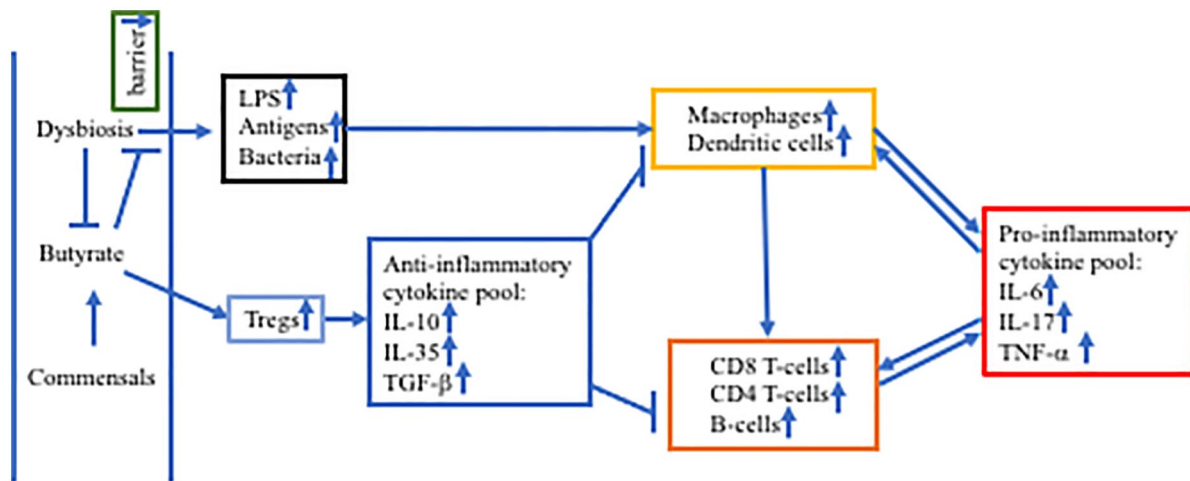 barrier
Dysbiosis
Butyrate
Commensals
LPS
Antigens
Bacteria
Tregs
Anti-inflammatory
cytokine pool:
IL-10
IL-35
TGF-β
Macrophages
Dendritic cells
CD8 T-cells
CD4 T-cells
B-cells
Pro-inflammatory
cytokine pool:
IL-6
IL-17
TNF-α